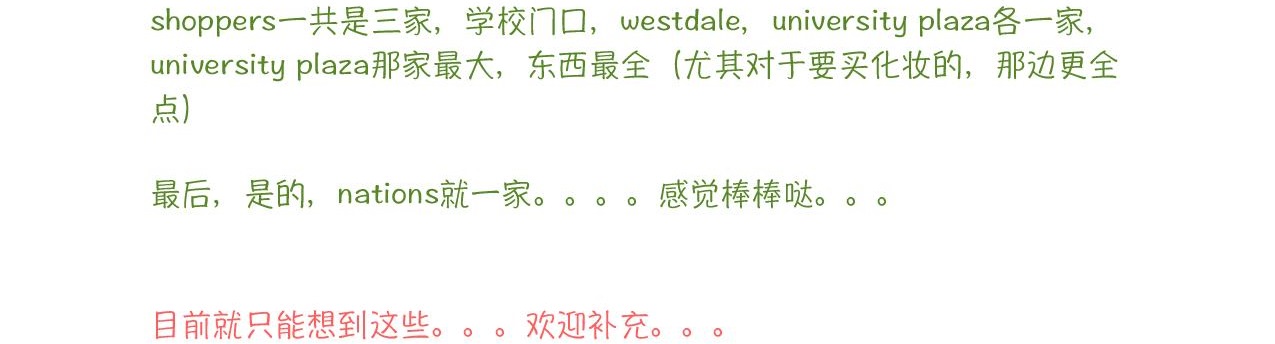 shoppers一共是三家，学校门口，westdale，university plaza各一家，
university plaza那家最大，东西最全（尤其对于要买化妆的，那边更全
点）
最后，是的，nations就一家。。。。感觉棒棒哒。。。
目前就只能想到这些。。。欢迎补充。。。